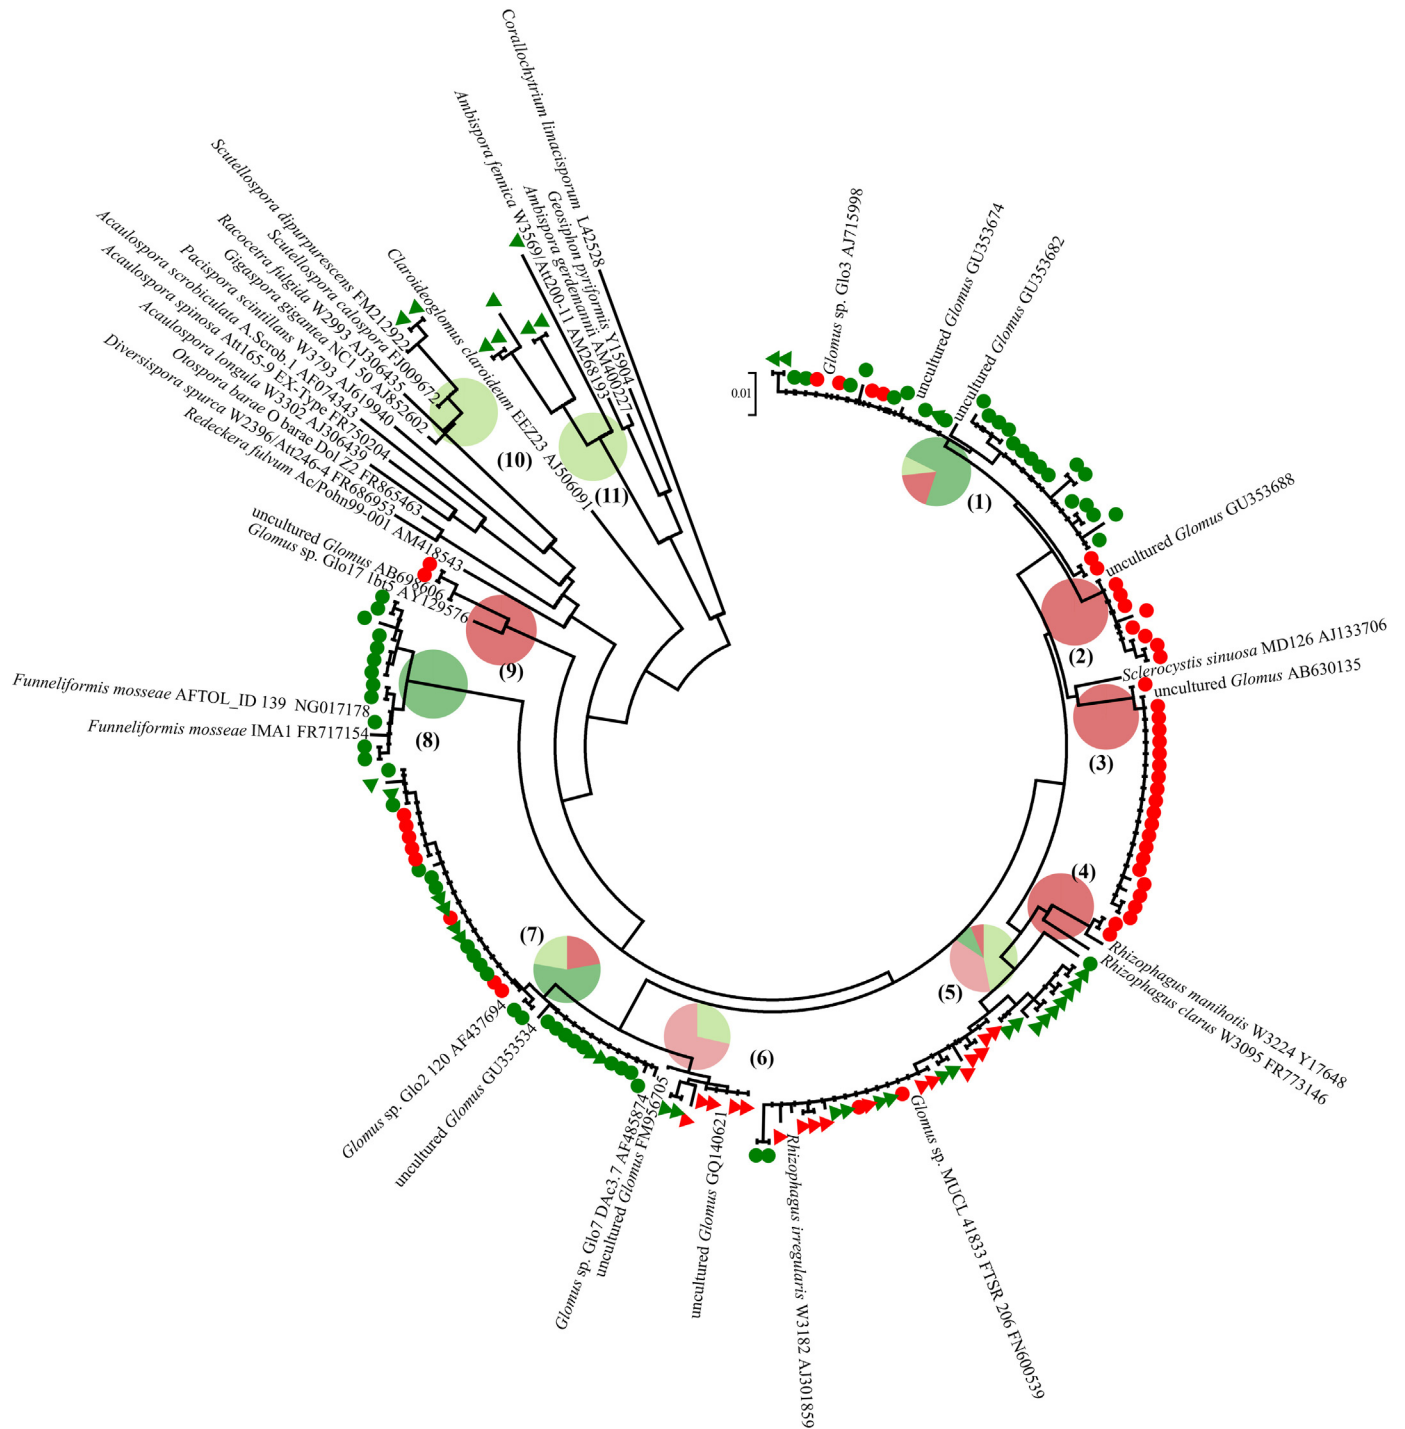 Corallochytrium limacisporum L42528
Geosiphon pyriformis Y15904
Ambispora gerdemannii AM400227
Ambispora fennica W3569/Att200-11 AM268193
Claroideoglomus claroideum EEZ23 AJ506091
Scutellospora dipurpurescens FM212922
Scutellospora calospora FJ009672
Racocetra fulgida W2993 AJ306435
Gigaspora gigantea NC1 50 AJ852602
Pacispora scintillans W3793 AJ619940
Acaulospora scrobiculata A.Scrob.1 AF074343
Acaulospora spinosa Att165-9 EX-Type FR750204
Acaulospora longula W3302 AJ306439
Otospora barae O barae Dol Z2 FR865463
Diversispora spurca W2396/Att246-4 FR686953
Redeckera fulvum Ac/Pohn99-001 AM418543
uncultured Glomus AB698606
Glomus sp. Glo17 1bt5 AY129576
Funneliformis mosseae AFTOL_ID 139 NG017178
Funneliformis mosseae IMA1 FR717154
Glomus sp. Glo2 120 AF437694
uncultured Glomus GU353534
Glomus sp. Glo7 DAc3.7 AF485874
uncultured Glomus FM956705
uncultured Glomus GQ140621
Rhizophagus irregularis W3182 AJ301859
Glomus sp. MUCL 41833 FTSR 206 FN600539
Rhizophagus clarus W3095 FR773146
Rhizophagus manihotis W3224 Y17648
uncultured Glomus AB630135
Sclerocystis sinuosa MD126 AJ133706
uncultured Glomus GU353688
uncultured Glomus GU353682
uncultured Glomus GU353674
Glomus sp. Glo3 AJ715998
0.01
(1)
(2)
(3)
(4)
(5)
(6)
(7)
(8)
(9)
(10)
(11)